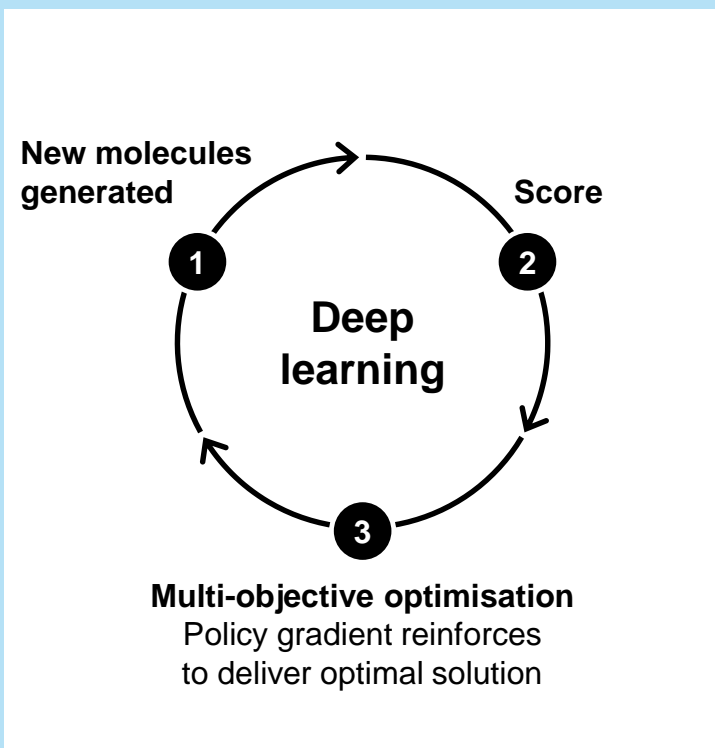 New molecules
generated
Score
1
2
Deep
learning
3
Multi-objective optimisation
Policy gradient reinforces
to deliver optimal solution